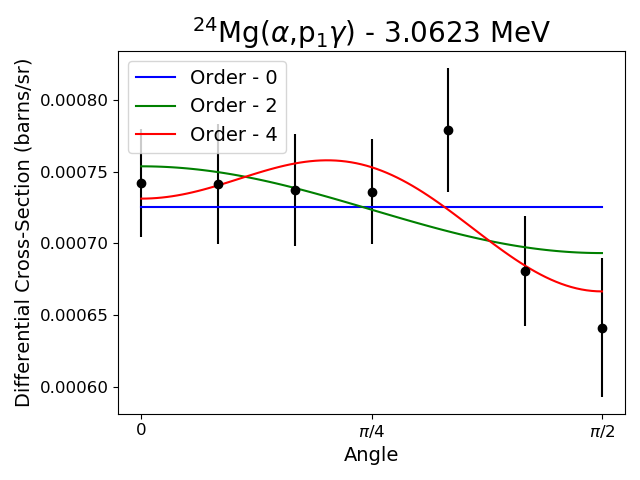 ²⁴Mg(α,p₁γ) - 3.0623 MeV
Differential Cross-Section (barns/sr)
Order - 0
Order - 2
Order - 4
0.00080
0.00075
0.00070
0.00065
0.00060
0 π/4 π/2
Angle